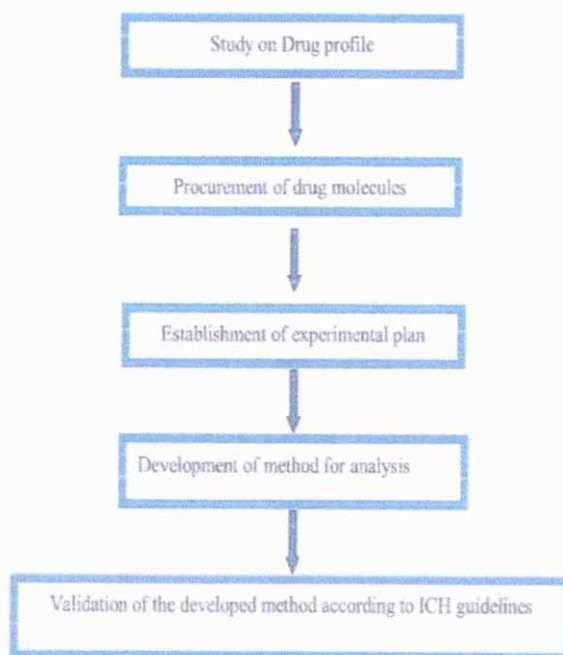 Study on Drug profile
Procurement of drug molecules
Establishment of experimental plan
Development of method for analysis
Validation of the developed method according to ICH guidelines